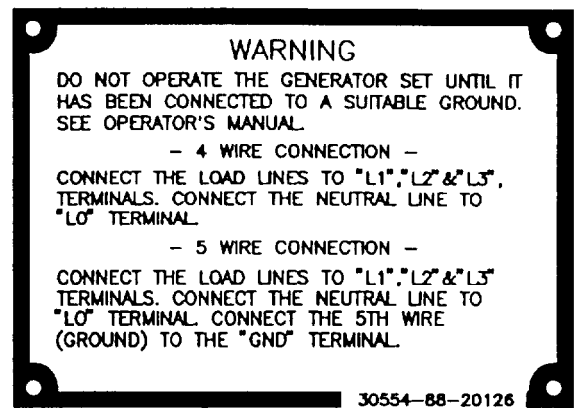 WARNING
DO NOT OPERATE THE GENERATOR SET UNTIL IT
HAS BEEN CONNECTED TO A SUITABLE GROUND.
SEE OPERATOR'S MANUAL.
– 4 WIRE CONNECTION –
CONNECT THE LOAD LINES TO "L1","L2"&"L3",
TERMINALS. CONNECT THE NEUTRAL LINE TO
"LO" TERMINAL.
– 5 WIRE CONNECTION –
CONNECT THE LOAD LINES TO "L1","L2"&"L3"
TERMINALS. CONNECT THE NEUTRAL LINE TO
"LO" TERMINAL. CONNECT THE 5TH WIRE
(GROUND) TO THE "GND" TERMINAL.
30554-88-20126